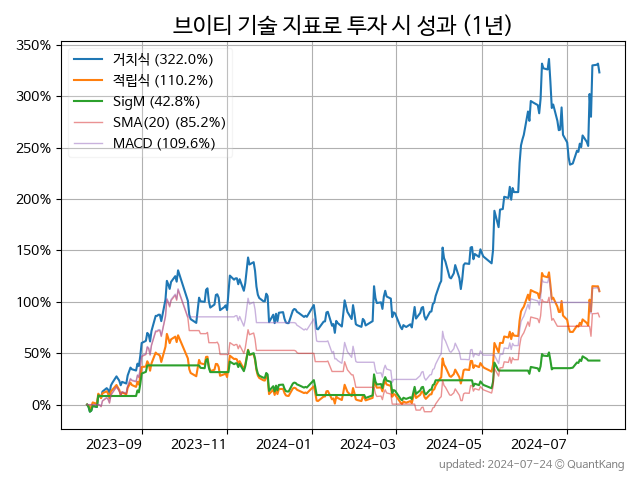 브이티 기술 지표로 투자 시 성과 (1년)
350%
300%
250%
200%
150%
100%
50%
0%
거치식 (322.0%)
적립식 (110.2%)
SigM (42.8%)
SMA(20) (85.2%)
MACD (109.6%)
2023-09 2023-11 2024-01 2024-03 2024-05 2024-07
updated: 2024-07-24 © QuantKang